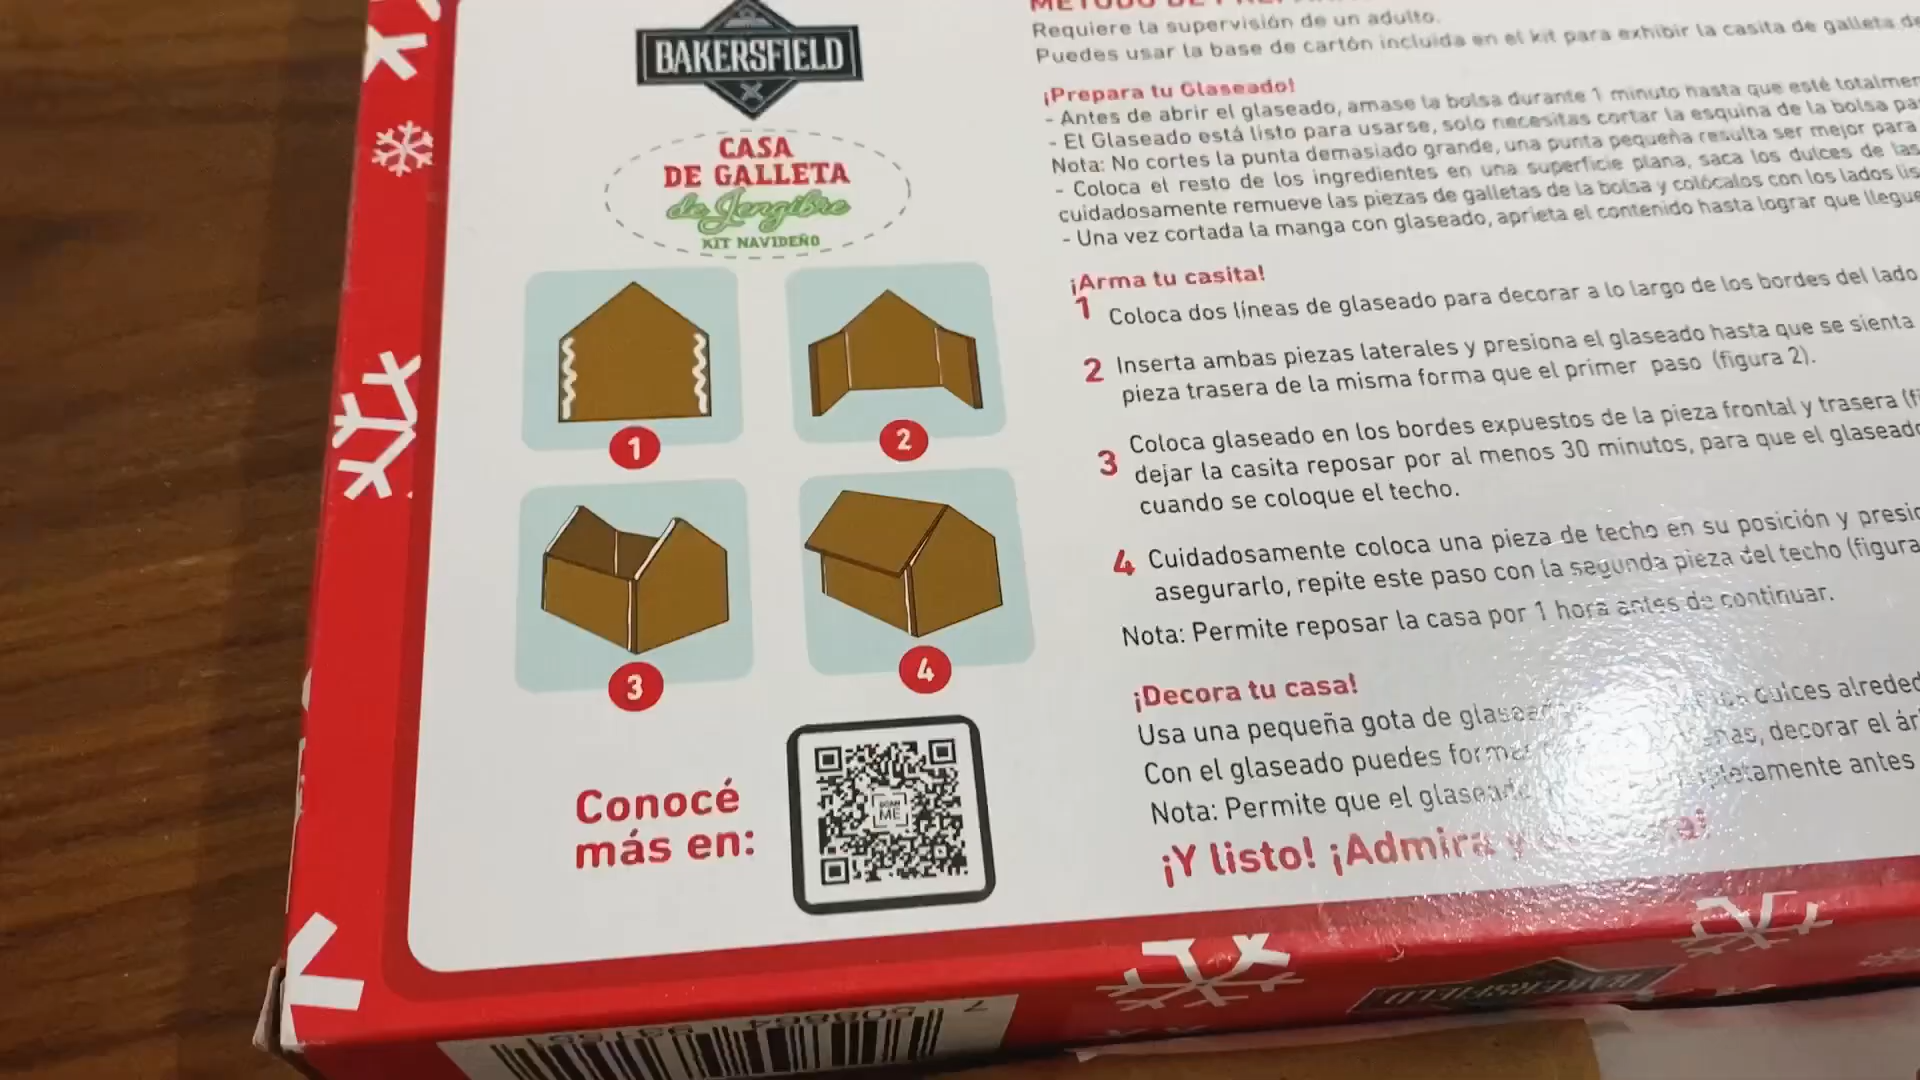 BAKERSFIELD
CASA
DE GALLETA
de Jengibre
KIT NAVIDEÑO
1
2
3
4
Conocé
más en:
SCAN
ME
Requiere la supervisión de un adulto.
Puedes usar la base de cartón incluida en el kit para exhibir la casita de galleta de
¡Prepara tu Glaseado!
- Antes de abrir el glaseado, amase la bolsa durante 1 minuto hasta que esté
- El Glaseado está listo para usarse, solo necesitas cortar la esquina de la bolsa
Nota: No cortes la punta demasiado grande, una punta pequeña resulta ser mejor para
- Coloca el resto de los ingredientes en una superficie plana, saca los dulces de las
cuidadosamente remueve las piezas de galletas de la bolsa y colócalos con los lados
- Una vez cortada la manga con glaseado, aprieta el contenido hasta lograr que
¡Arma tu casita!
1 Coloca dos líneas de glaseado para decorar a lo largo de los bordes del lado
2 Inserta ambas piezas laterales y presiona el glaseado hasta que se sienta
pieza trasera de la misma forma que el primer paso (figura 2).
3 Coloca glaseado en los bordes expuestos de la pieza frontal y trasera
dejar la casita reposar por al menos 30 minutos, para que el
cuando se coloque el techo.
4 Cuidadosamente coloca una pieza de techo en su posición y
asegurarlo, repite este paso con la segunda pieza del techo (figura
Nota: Permite reposar la casa por 1 hora antes de continuar.
¡Decora tu casa!
Usa una pequeña gota de dulces
Con el glaseado puedes decorar el
Nota: Permite que el antes
¡Y listo! ¡Admira
BAKERSFIELD